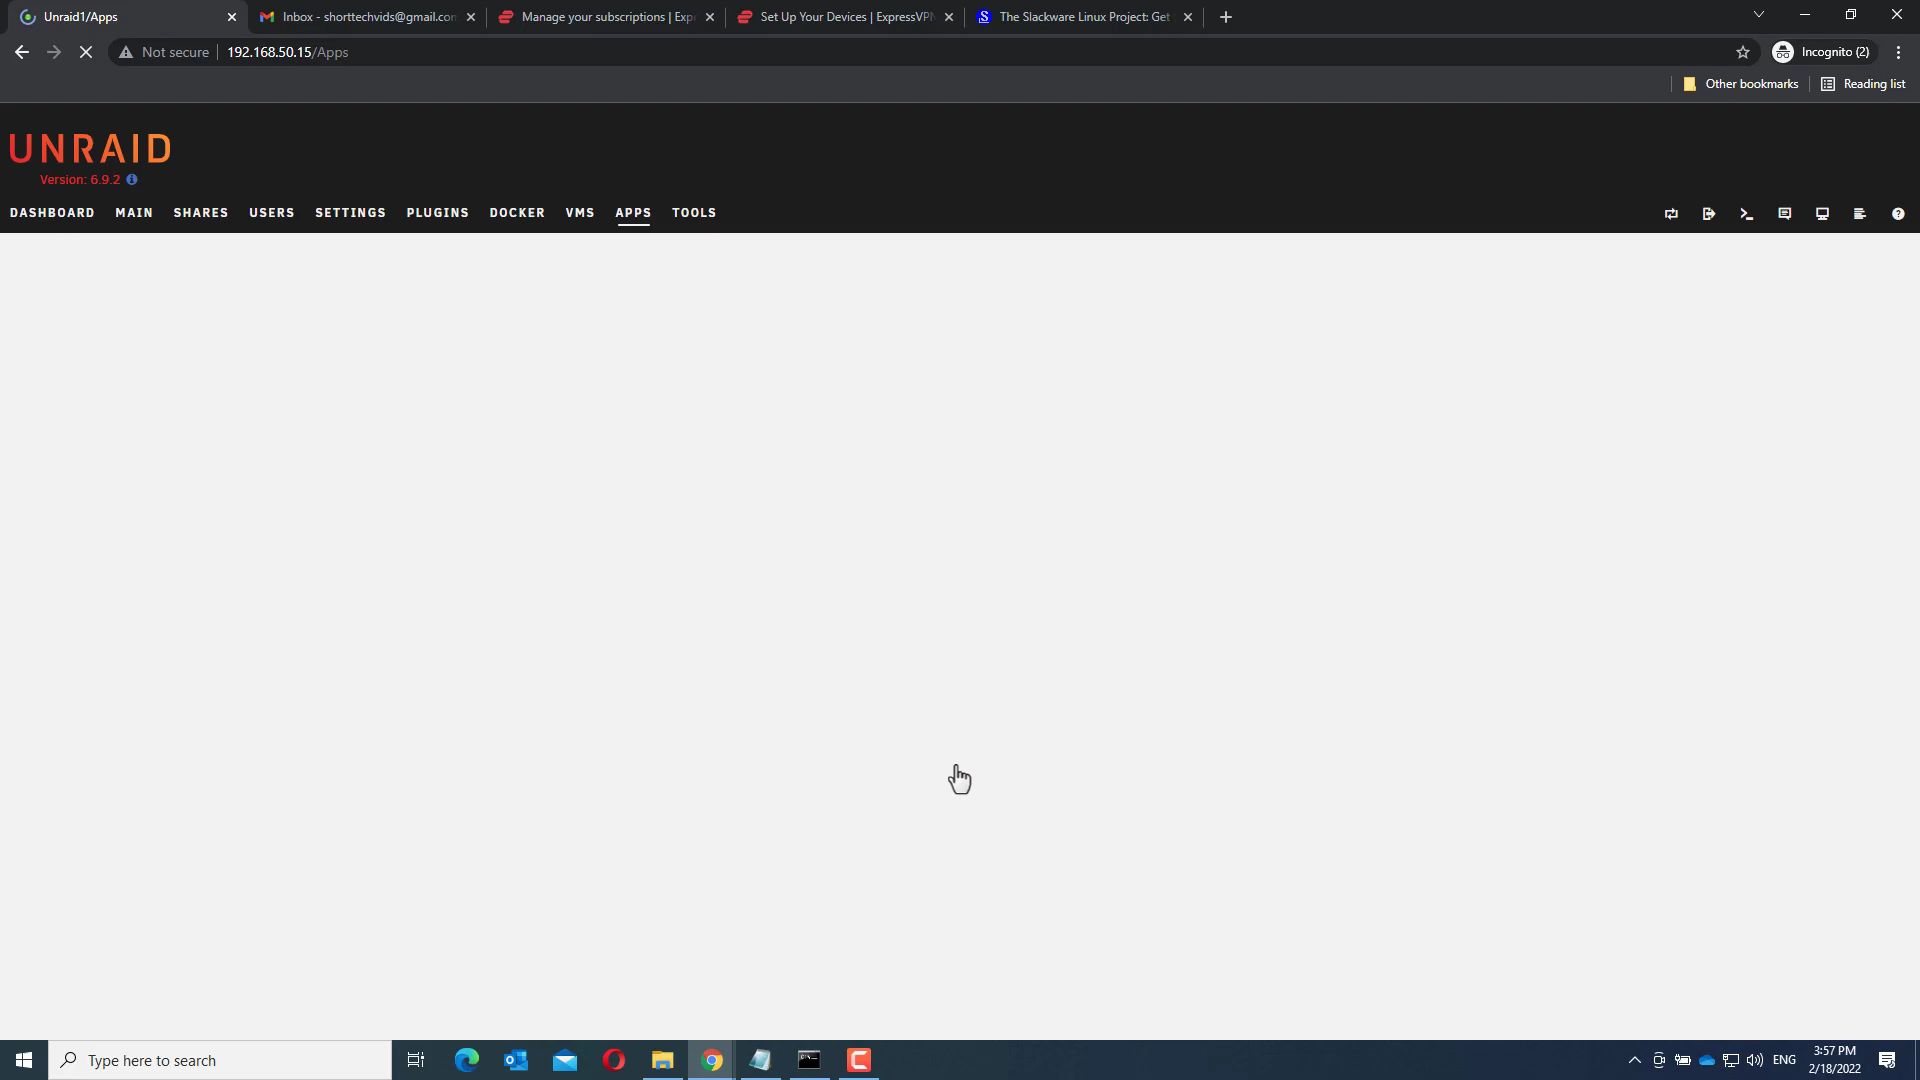 Unraid1/Apps
Inbox - shorttechvids@gmail.com
Manage your subscriptions | Exp
Set Up Your Devices | ExpressVPN
The Slackware Linux Project: Get
Not secure
192.168.50.15/Apps
Incognito (2)
Other bookmarks
Reading list
UNRAID
Version: 6.9.2
DASHBOARD MAIN SHARES USERS SETTINGS PLUGINS DOCKER VMS APPS TOOLS
Type here to search
ENG
3:57 PM
2/18/2022